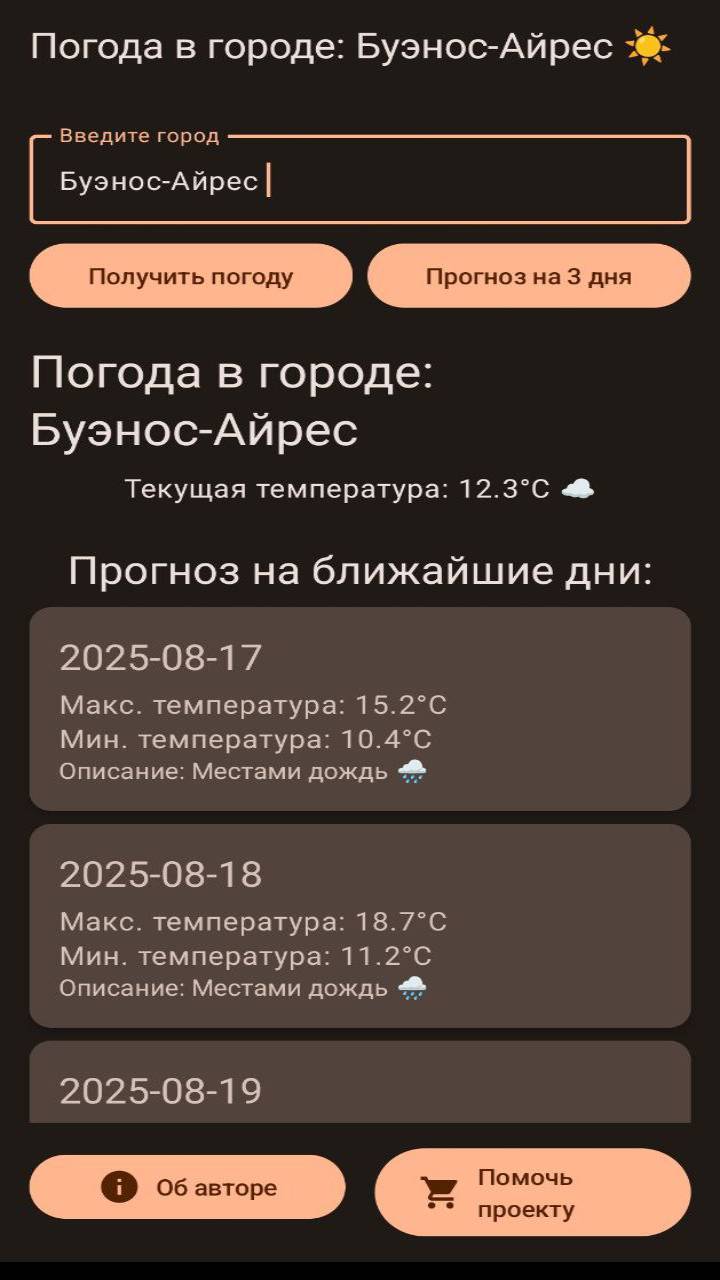 Погода в городе: Буэнос-Айрес ☀️
Введите город
Буэнос-Айрес
Получить погоду
Прогноз на 3 дня
Погода в городе:
Буэнос-Айрес
Текущая температура: 12.3°C ☁️
Прогноз на ближайшие дни:
2025-08-17
Макс. температура: 15.2°C
Мин. температура: 10.4°C
Описание: Местами дождь 🌧️
2025-08-18
Макс. температура: 18.7°C
Мин. температура: 11.2°C
Описание: Местами дождь 🌧️
2025-08-19
Об авторе
Помочь
проекту